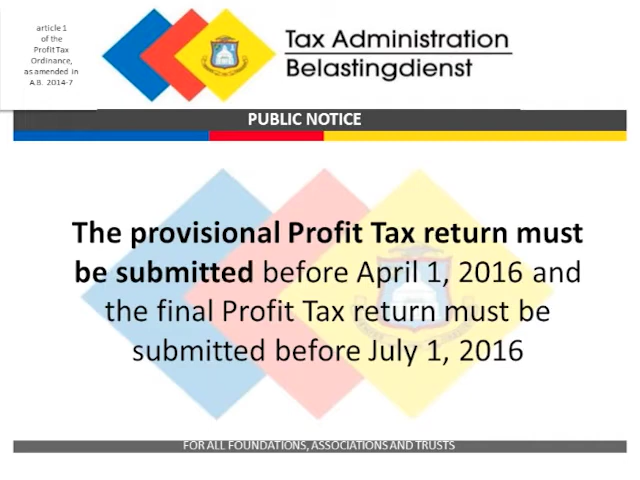 article 1
of the
Profit Tax
Ordinance,
as amended in
A.B. 2014-7
Tax Administration
Belastingdienst
PUBLIC NOTICE
The provisional Profit Tax return must
be submitted before April 1, 2016 and
the final Profit Tax return must be
submitted before July 1, 2016
FOR ALL FOUNDATIONS, ASSOCIATIONS AND TRUSTS